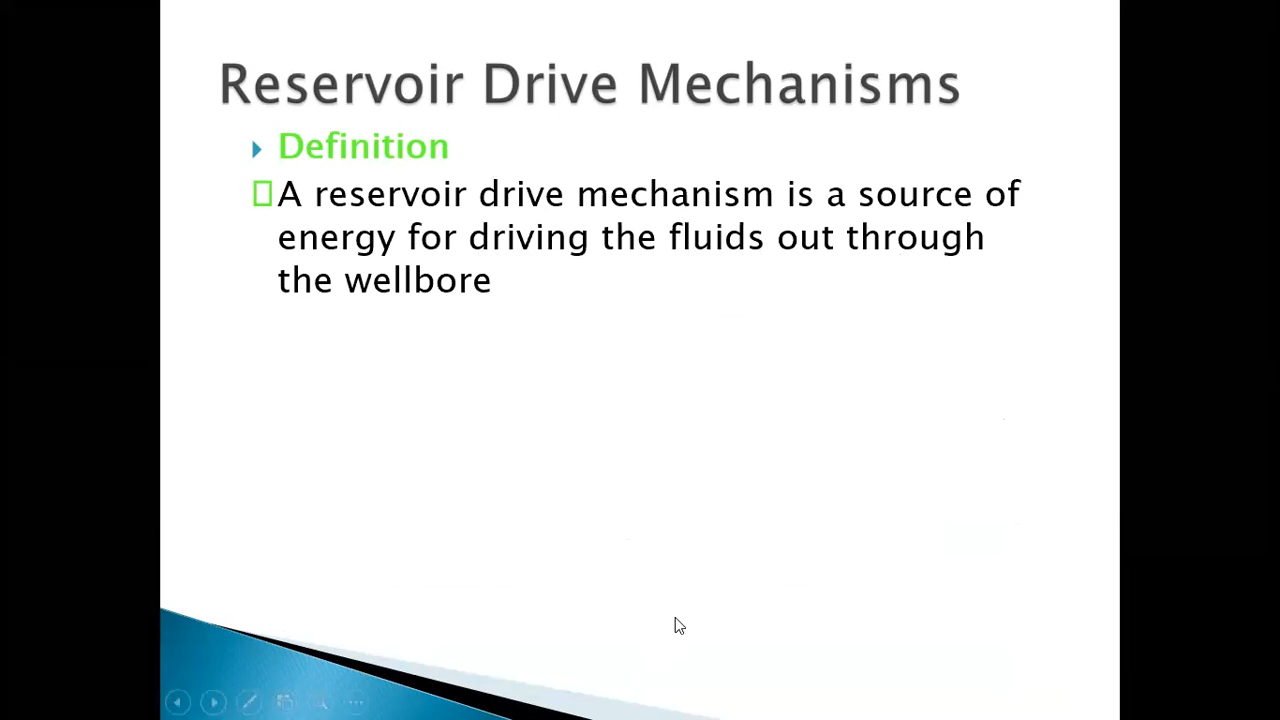 Reservoir Drive Mechanisms
Definition
A reservoir drive mechanism is a source of
energy for driving the fluids out through
the wellbore